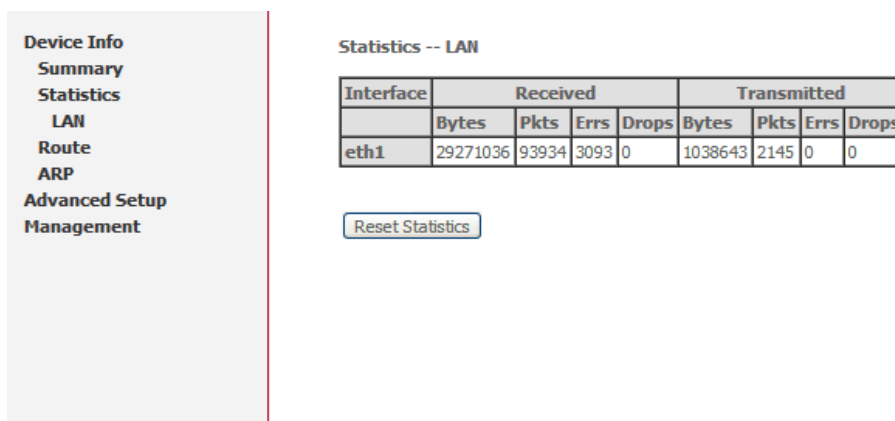 Device Info
Summary
Statistics
LAN
Route
ARP
Advanced Setup
Management
Statistics -- LAN
Interface Received Transmitted
Bytes Pkts Errs Drops Bytes Pkts Errs Drops
eth1 29271036 93934 3093 0 1038643 2145 0 0
Reset Statistics